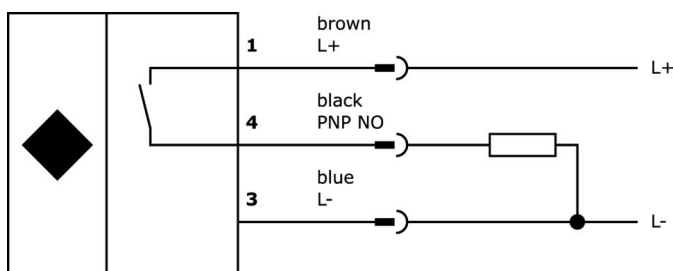 brown
1 L+
L+
black
4 PNP NO
blue
3 L-
L-